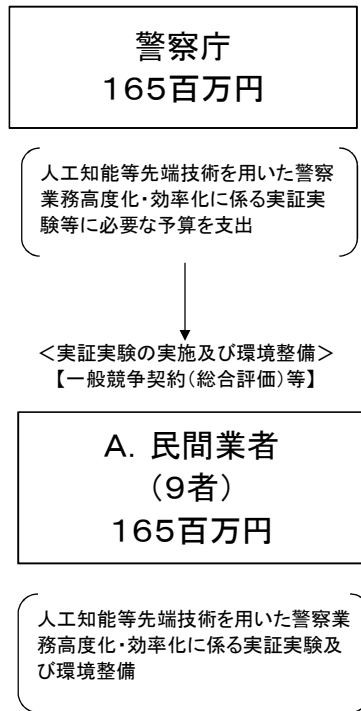 警察庁
165百万円
人工知能等先端技術を用いた警察
業務高度化・効率化に係る実証実
験等に必要な予算を支出
＜実証実験の実施及び環境整備＞
【一般競争契約（総合評価）等】
A．民間業者
（9者）
165百万円
人工知能等先端技術を用いた警察業
務高度化・効率化に係る実証実験及
び環境整備